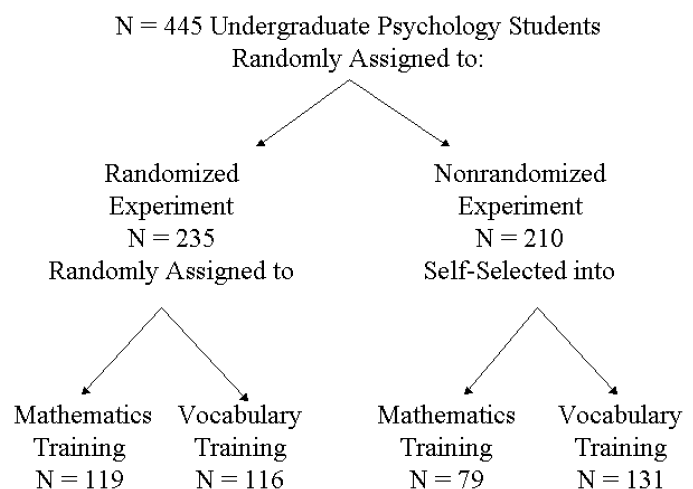 N = 445 Undergraduate Psychology Students
Randomly Assigned to:
Randomized
Experiment
N = 235
Randomly Assigned to
Nonrandomized
Experiment
N = 210
Self-Selected into
Mathematics
Training
N = 119
Vocabulary
Training
N = 116
Mathematics
Training
N = 79
Vocabulary
Training
N = 131